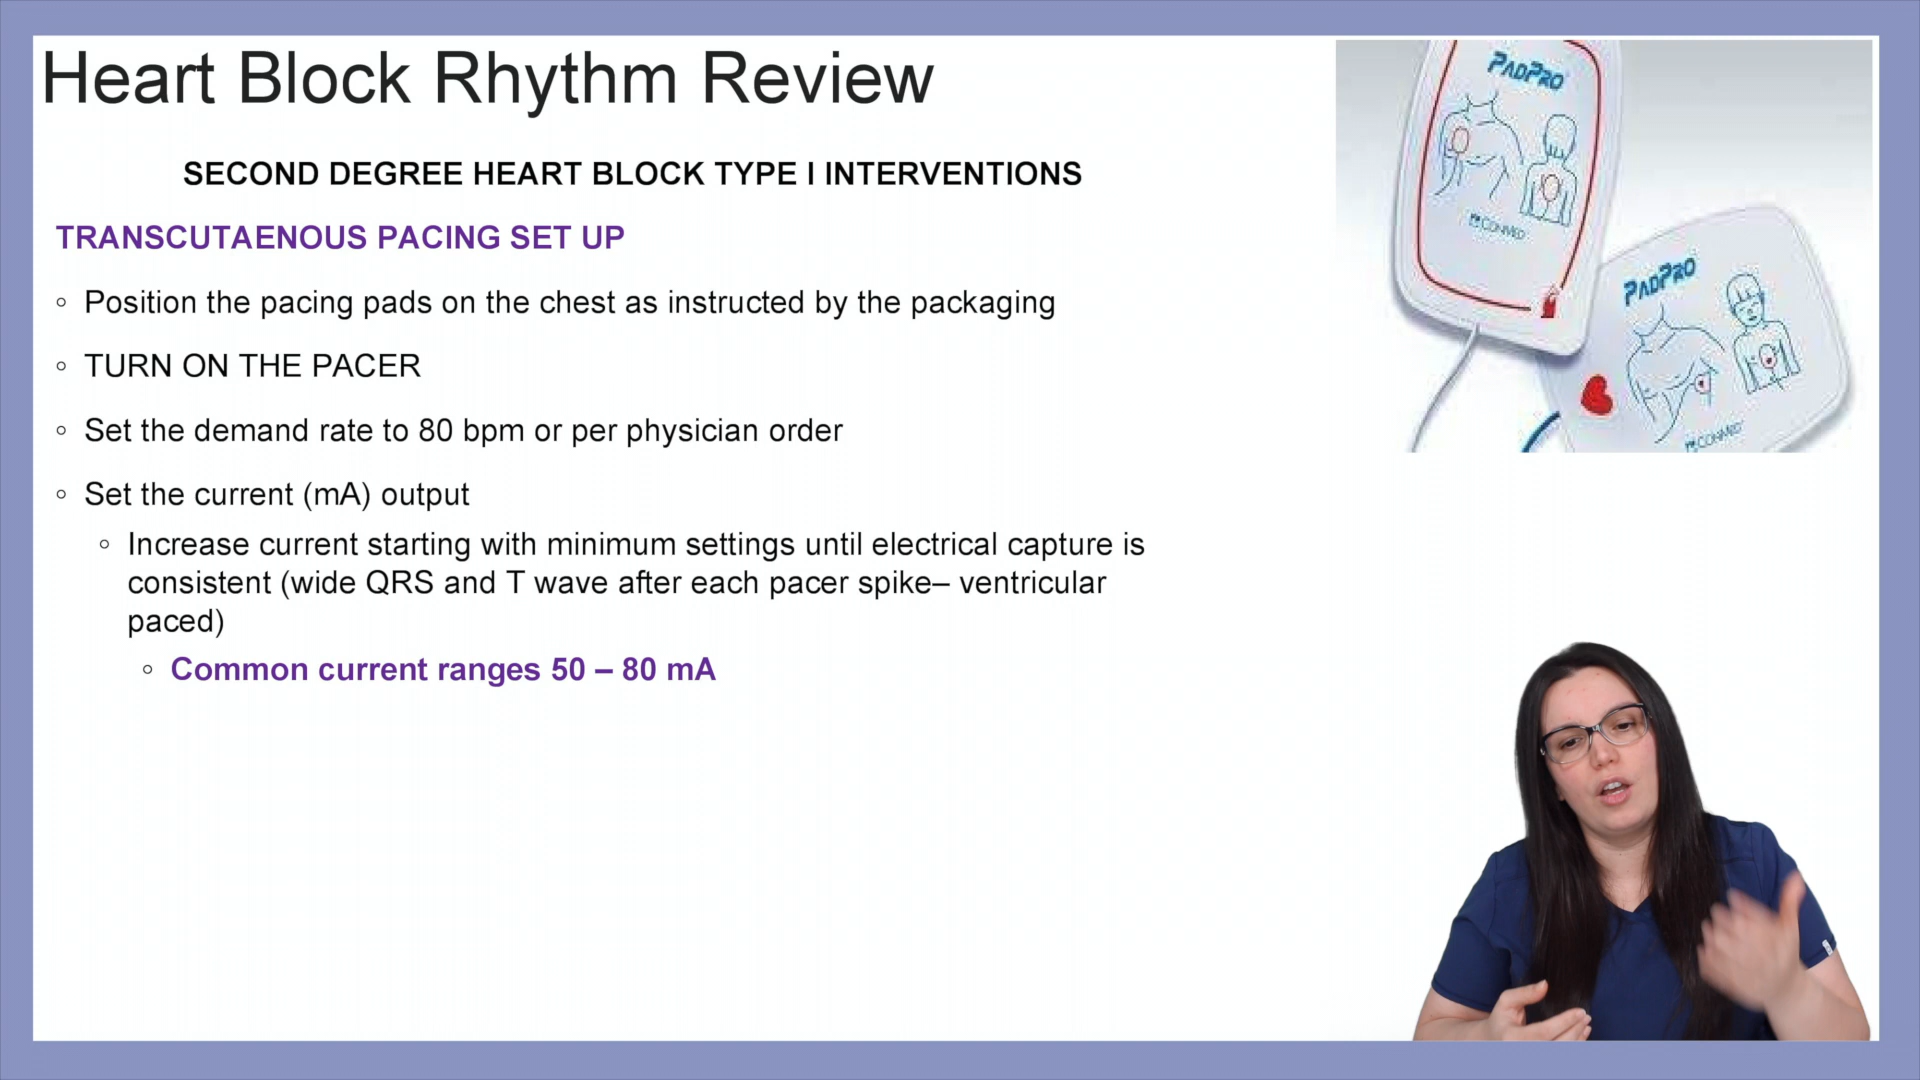 Heart Block Rhythm Review
SECOND DEGREE HEART BLOCK TYPE I INTERVENTIONS
TRANSCUTAENOUS PACING SET UP
◦ Position the pacing pads on the chest as instructed by the packaging
◦ TURN ON THE PACER
◦ Set the demand rate to 80 bpm or per physician order
◦ Set the current (mA) output
◦ Increase current starting with minimum settings until electrical capture is
consistent (wide QRS and T wave after each pacer spike– ventricular
paced)
◦ Common current ranges 50 – 80 mA
PADPRO
CONMED
PADPRO
CONMED